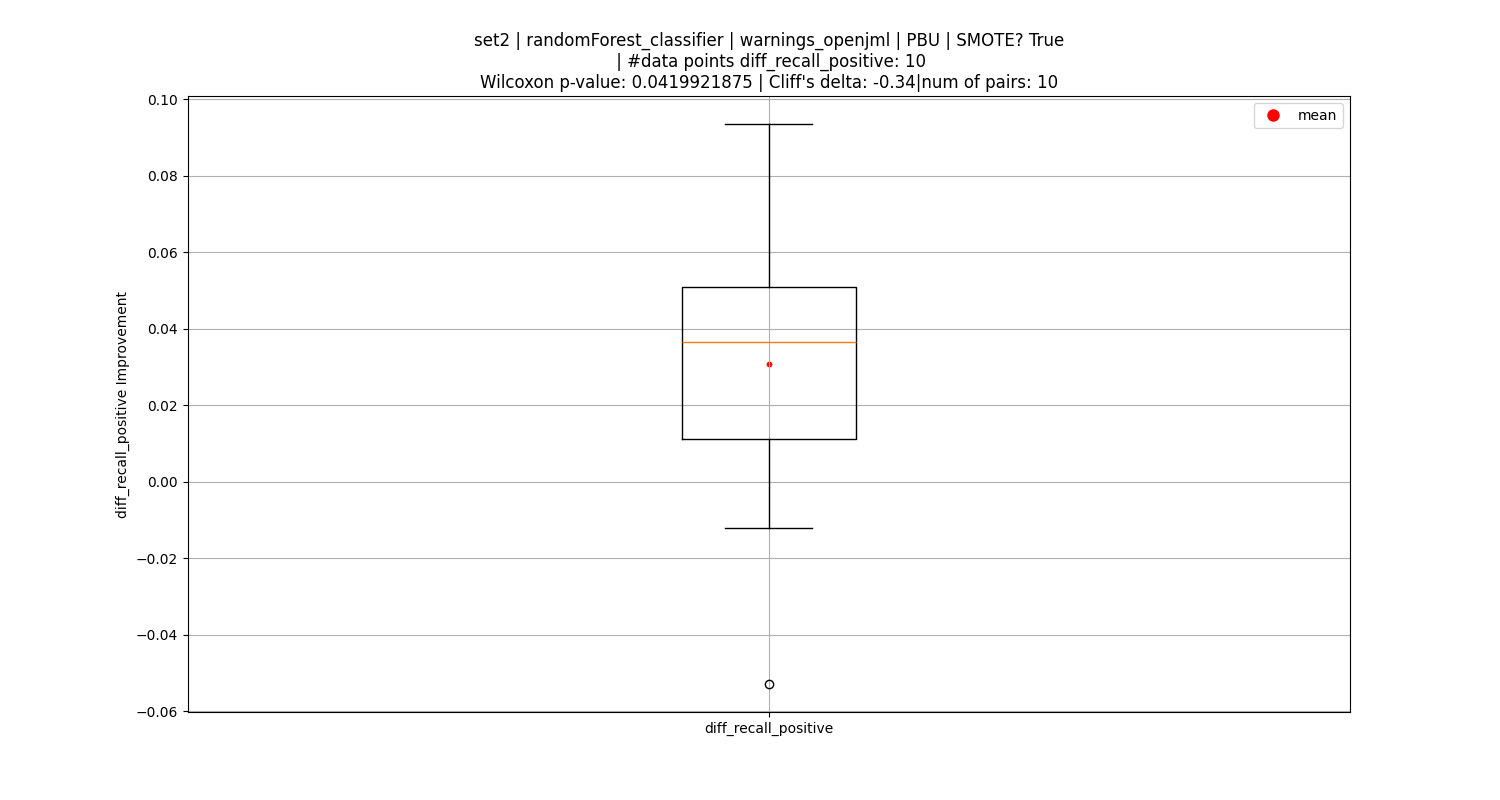 set2 | randomForest_classifier | warnings_openjml | PBU | SMOTE? True
| #data points diff_recall_positive: 10
Wilcoxon p-value: 0.0419921875 | Cliff's delta: -0.34|num of pairs: 10
mean
0.10
0.08
0.06
0.04
0.02
0.00
−0.02
−0.04
−0.06
diff_recall_positive Improvement
diff_recall_positive